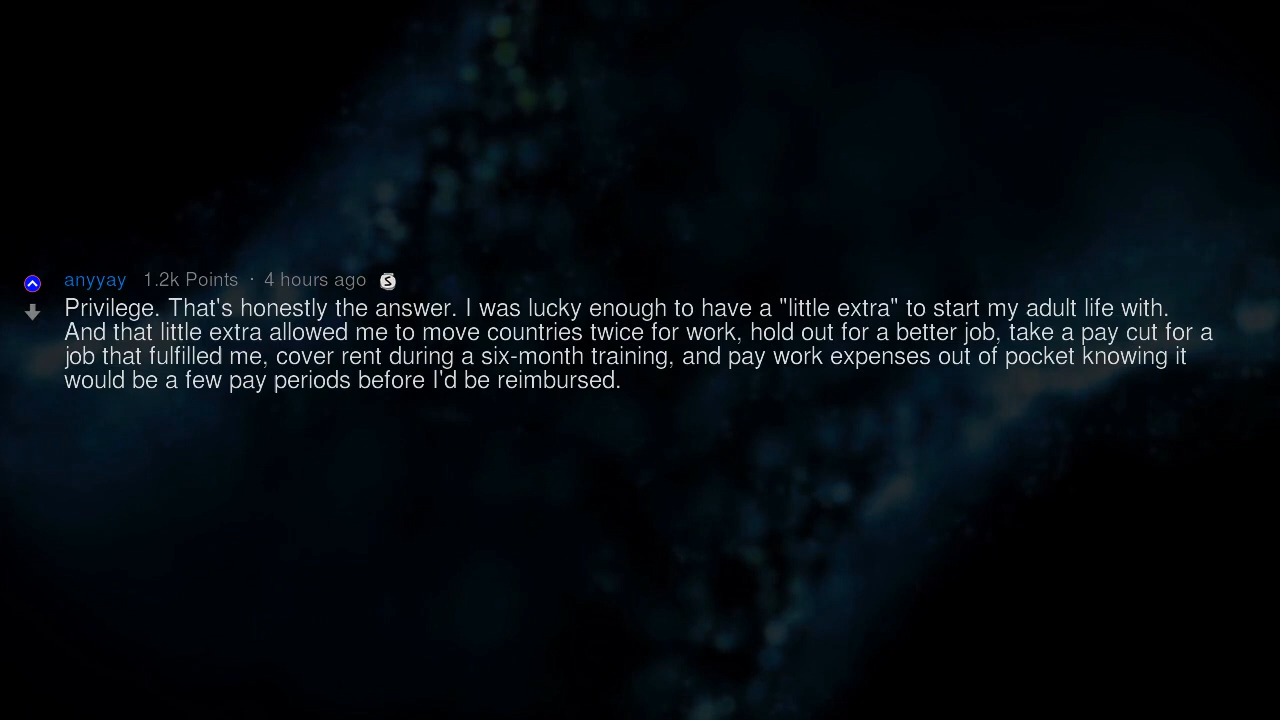 anyyay 1.2k Points · 4 hours ago S
Privilege. That's honestly the answer. I was lucky enough to have a "little extra" to start my adult life with.
And that little extra allowed me to move countries twice for work, hold out for a better job, take a pay cut for a
job that fulfilled me, cover rent during a six-month training, and pay work expenses out of pocket knowing it
would be a few pay periods before I'd be reimbursed.